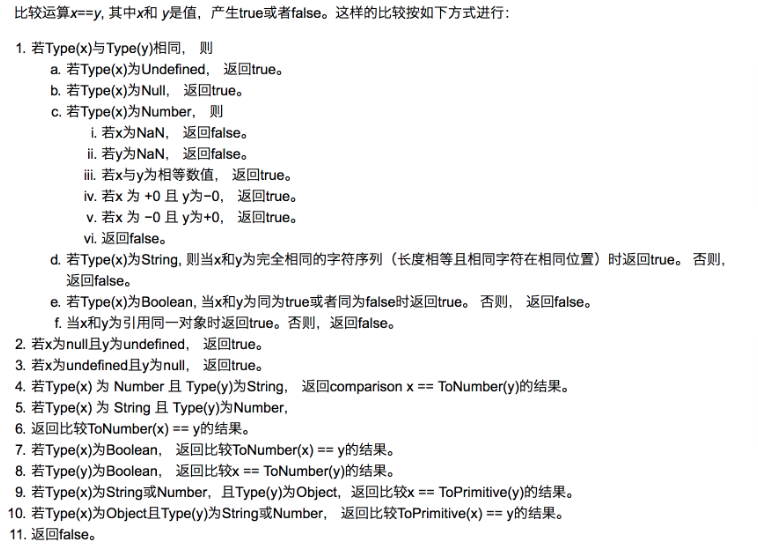 比较运算x==y, 其中x和 y是值，产生true或者false。这样的比较按如下方式进行：
1. 若Type(x)与Type(y)相同， 则
a. 若Type(x)为Undefined， 返回true。
b. 若Type(x)为Null， 返回true。
c. 若Type(x)为Number， 则
i. 若x为NaN， 返回false。
ii. 若y为NaN， 返回false。
iii. 若x与y为相等数值， 返回true。
iv. 若x 为 +0 且 y为−0， 返回true。
v. 若x 为 −0 且 y为+0， 返回true。
vi. 返回false。
d. 若Type(x)为String, 则当x和y为完全相同的字符序列（长度相等且相同字符在相同位置）时返回true。 否则，
返回false。
e. 若Type(x)为Boolean, 当x和y为同为true或者同为false时返回true。 否则， 返回false。
f. 当x和y为引用同一对象时返回true。否则，返回false。
2. 若x为null且y为undefined， 返回true。
3. 若x为undefined且y为null， 返回true。
4. 若Type(x) 为 Number 且 Type(y)为String， 返回comparison x == ToNumber(y)的结果。
5. 若Type(x) 为 String 且 Type(y)为Number，
6. 返回比较ToNumber(x) == y的结果。
7. 若Type(x)为Boolean， 返回比较ToNumber(x) == y的结果。
8. 若Type(y)为Boolean， 返回比较x == ToNumber(y)的结果。
9. 若Type(x)为String或Number，且Type(y)为Object，返回比较x == ToPrimitive(y)的结果。
10. 若Type(x)为Object且Type(y)为String或Number， 返回比较ToPrimitive(x) == y的结果。
11. 返回false。